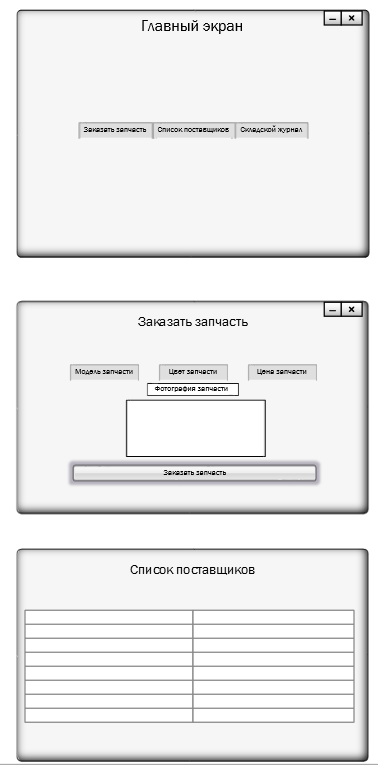 Главный экран
Заказать запчасть Список поставщиков Складской журнал
Заказать запчасть
Модель запчасти Цвет запчасти Цена запчасти
Фотография запчасти
Заказать запчасть
Список поставщиков